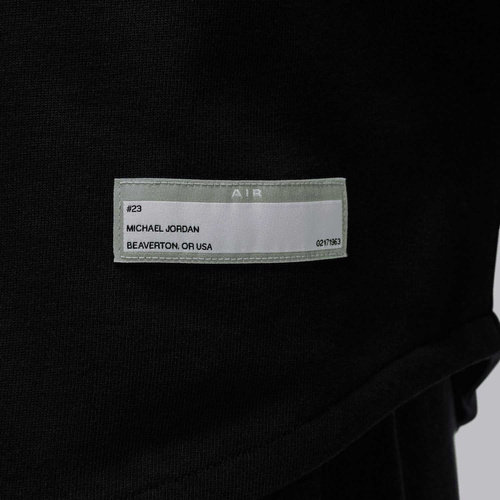 AIR
#23
MICHAEL JORDAN
BEAVERTON, OR USA
02171963